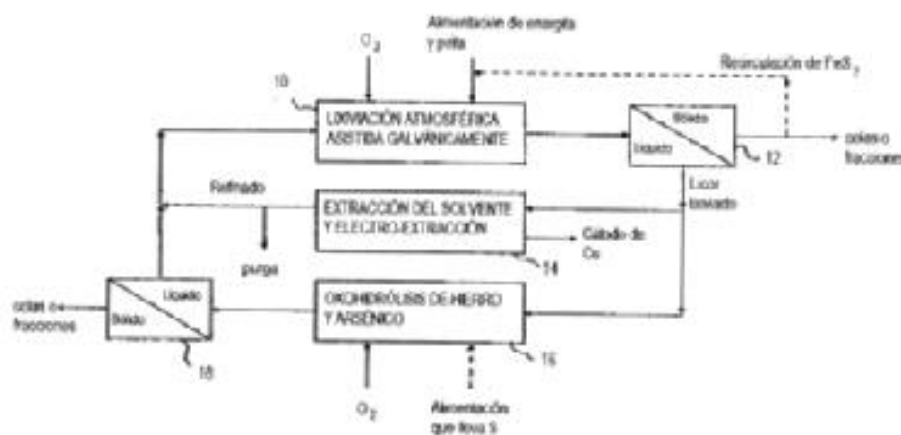 Alimentación de energita
y pirita
O2
Recirculación de FeS2
10
LIXIVIACIÓN ATMOSFÉRICA
ASISTIDA GALVÁNICAMENTE
Sólido
Líquido
12
colas o
fracciones
Licor
lixiviado
Refinado
EXTRACCIÓN DEL SOLVENTE
Y ELECTRO-EXTRACCIÓN
Cátodo de
Cu
14
purga
colas o
fracciones
Líquido
Sólido
18
OXOHIDRÓLISIS DE HIERRO
Y ARSÉNICO
16
O2
Alimentación
que lleva S